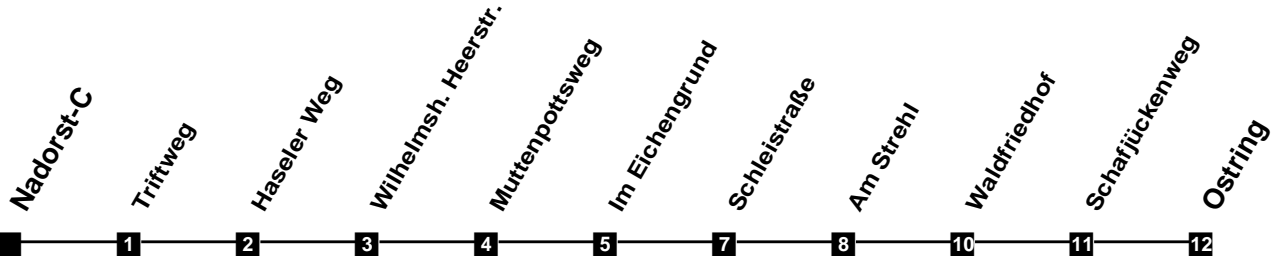 Nadorst-C
Triftweg
Haseler Weg
Wilhelmsh. Heerstr.
Muttenpottsweg
Im Eichengrund
Schleistraße
Am Strehl
Waldfriedhof
Schafjückenweg
Ostring
1 2 3 4 5 7 8 10 11 12